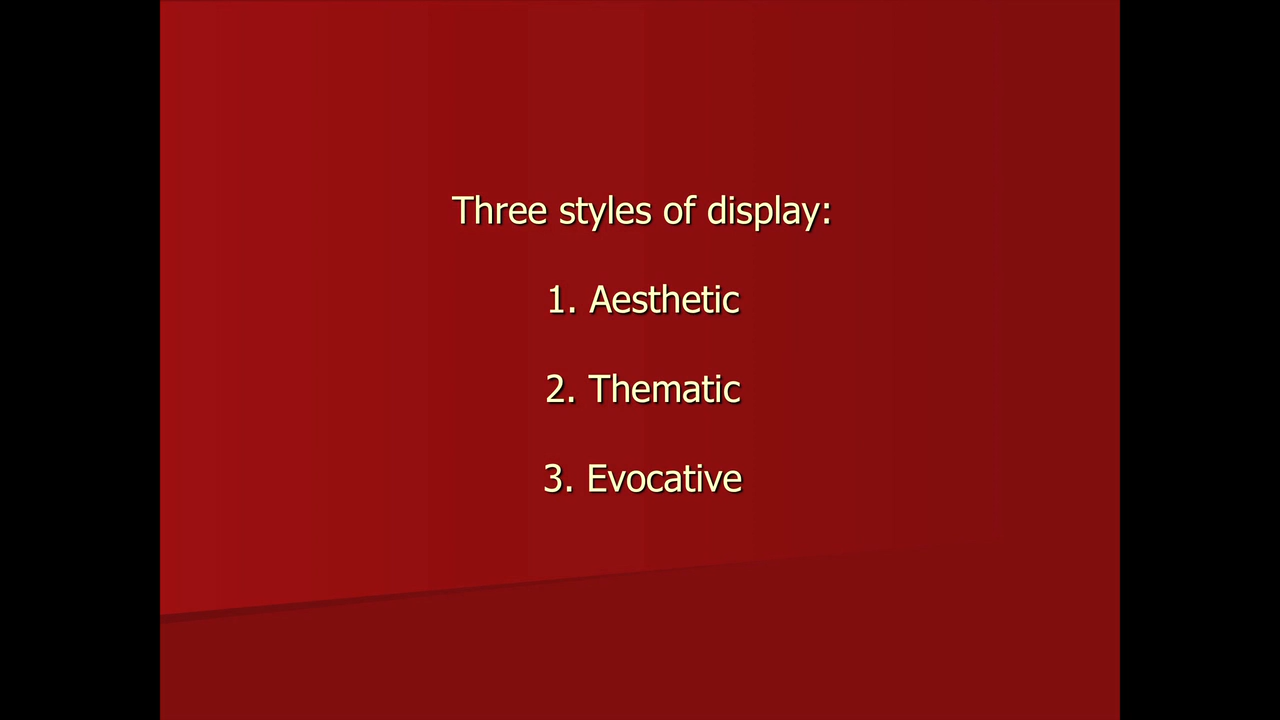 Three styles of display:
1. Aesthetic
2. Thematic
3. Evocative